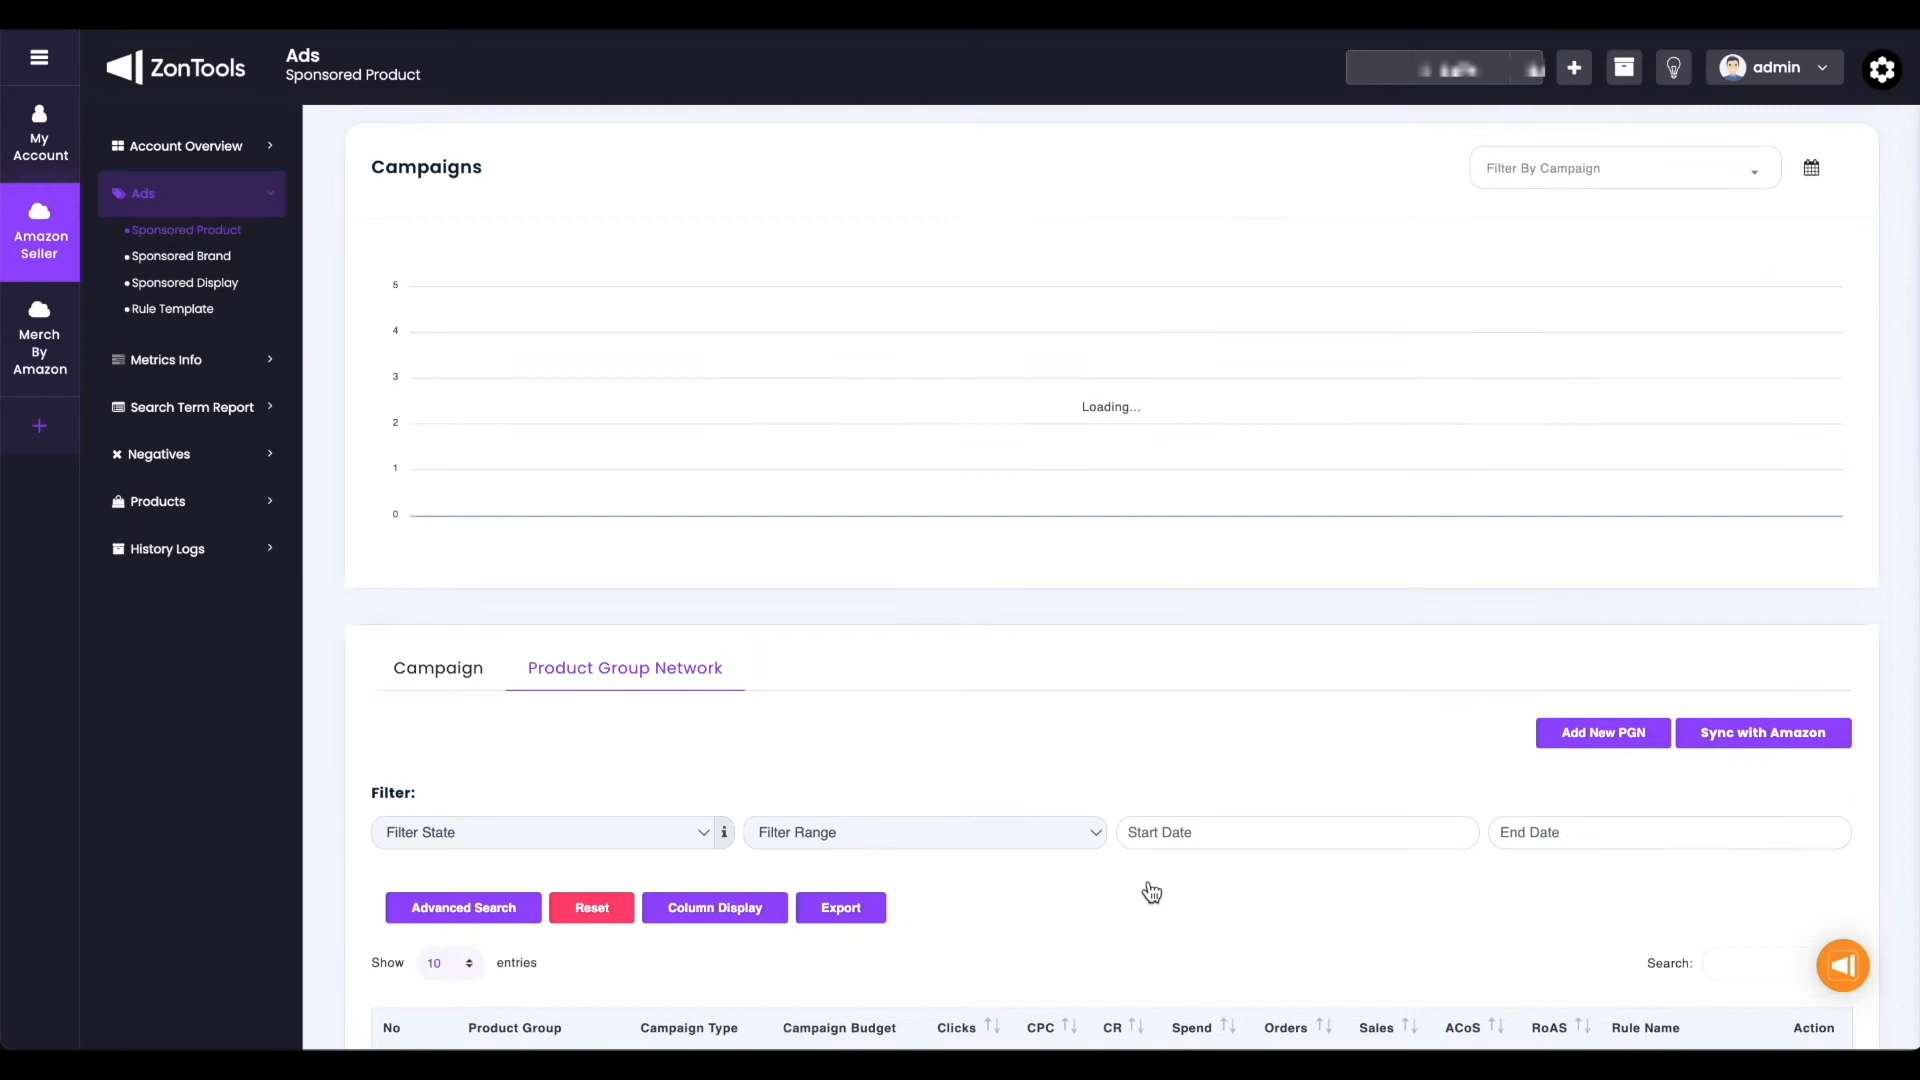 ZonTools
Ads
Sponsored Product
admin
My
Account
Amazon
Seller
Merch
By
Amazon
Account Overview
Ads
Sponsored Product
Sponsored Brand
Sponsored Display
Rule Template
Metrics Info
Search Term Report
Negatives
Products
History Logs
Campaigns
Filter By Campaign
5
4
3
Loading...
2
1
0
Campaign Product Group Network
Add New PGN Sync with Amazon
Filter:
Filter State Filter Range Start Date End Date
Advanced Search Reset Column Display Export
Show 10 entries Search:
No Product Group Campaign Type Campaign Budget Clicks CPC CR Spend Orders Sales ACoS RoAS Rule Name Action